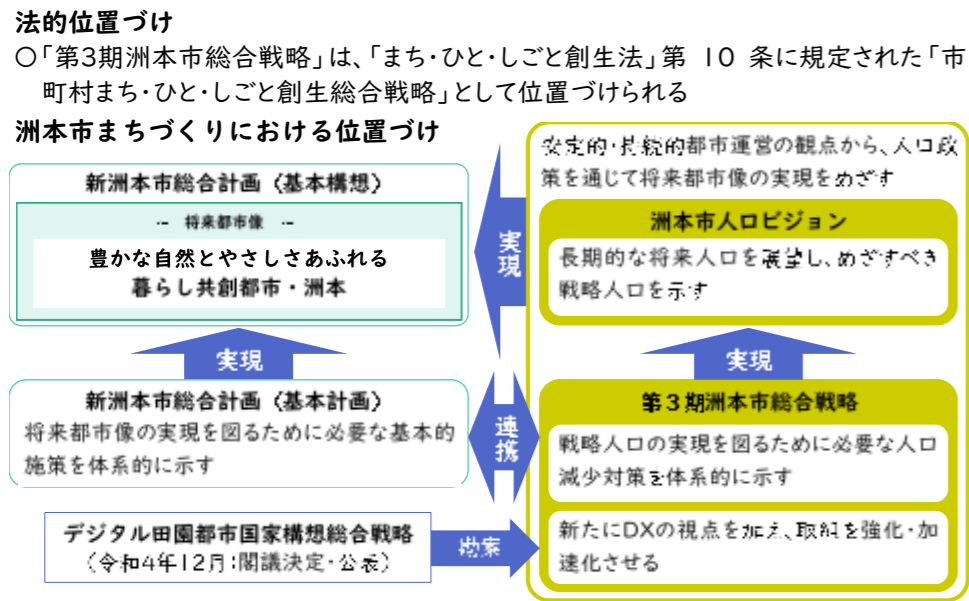 法的位置づけ
〇「第3期洲本市総合戦略」は、「まち・ひと・しごと創生法」第 10 条に規定された「市
町村まち・ひと・しごと創生総合戦略」として位置づけられる
洲本市まちづくりにおける位置づけ
新洲本市総合計画（基本構想）
-- 将来都市像 --
豊かな自然とやさしさあふれる
暮らし共創都市・洲本
実現
新洲本市総合計画（基本計画）
将来都市像の実現を図るために必要な基本的
施策を体系的に示す
デジタル田園都市国家構想総合戦略
（令和4年12月：閣議決定・公表）
実現
連携
勘案
安定的・持続的都市運営の観点から、人口政
策を通じて将来都市像の実現をめざす
洲本市人口ビジョン
長期的な将来人口を展望し、めざすべき
戦略人口を示す
実現
第３期洲本市総合戦略
戦略人口の実現を図るために必要な人口
減少対策を体系的に示す
新たにDXの視点を加え、取組を強化・加
速化させる